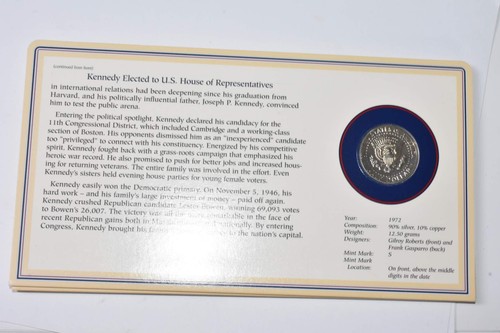 (continued from front)
Kennedy Elected to U.S. House of Representatives
in international relations had been deepening since his graduation from
Harvard, and his politically influential father, Joseph P. Kennedy, convinced
him to test the public arena.
Entering the political spotlight, Kennedy declared his candidacy for the
11th Congressional District, which included Cambridge and a working-class
section of Boston. His opponents dismissed him as an "inexperienced" candidate
too "privileged" to connect with his constituency. Energized by his competitive
spirit, Kennedy fought back with a grass-roots campaign that emphasized his
heroic war record. He also promised to push for better jobs and increased hous-
ing for returning veterans. The entire family was involved in the effort. Even
Kennedy's sisters held evening house parties for young female voters.
Kennedy easily won the Democratic primary. On November 5, 1946, his
hard work – and his family's large investment of money – paid off again.
Kennedy crushed Republican candidate Lester Bowen, winning 69,093 votes
to Bowen's 26,007. The victory was all the more remarkable in the face of
recent Republican gains both in Massachusetts and nationally. By entering
Congress, Kennedy brought his family to the nation's capital.
Year: 1972
Composition: 90% silver, 10% copper
Weight: 12.50 grams
Designers: Gilroy Roberts (front) and
Frank Gasparro (back)
Mint Mark: S
Mint Mark
Location: On front, above the middle
digits in the date